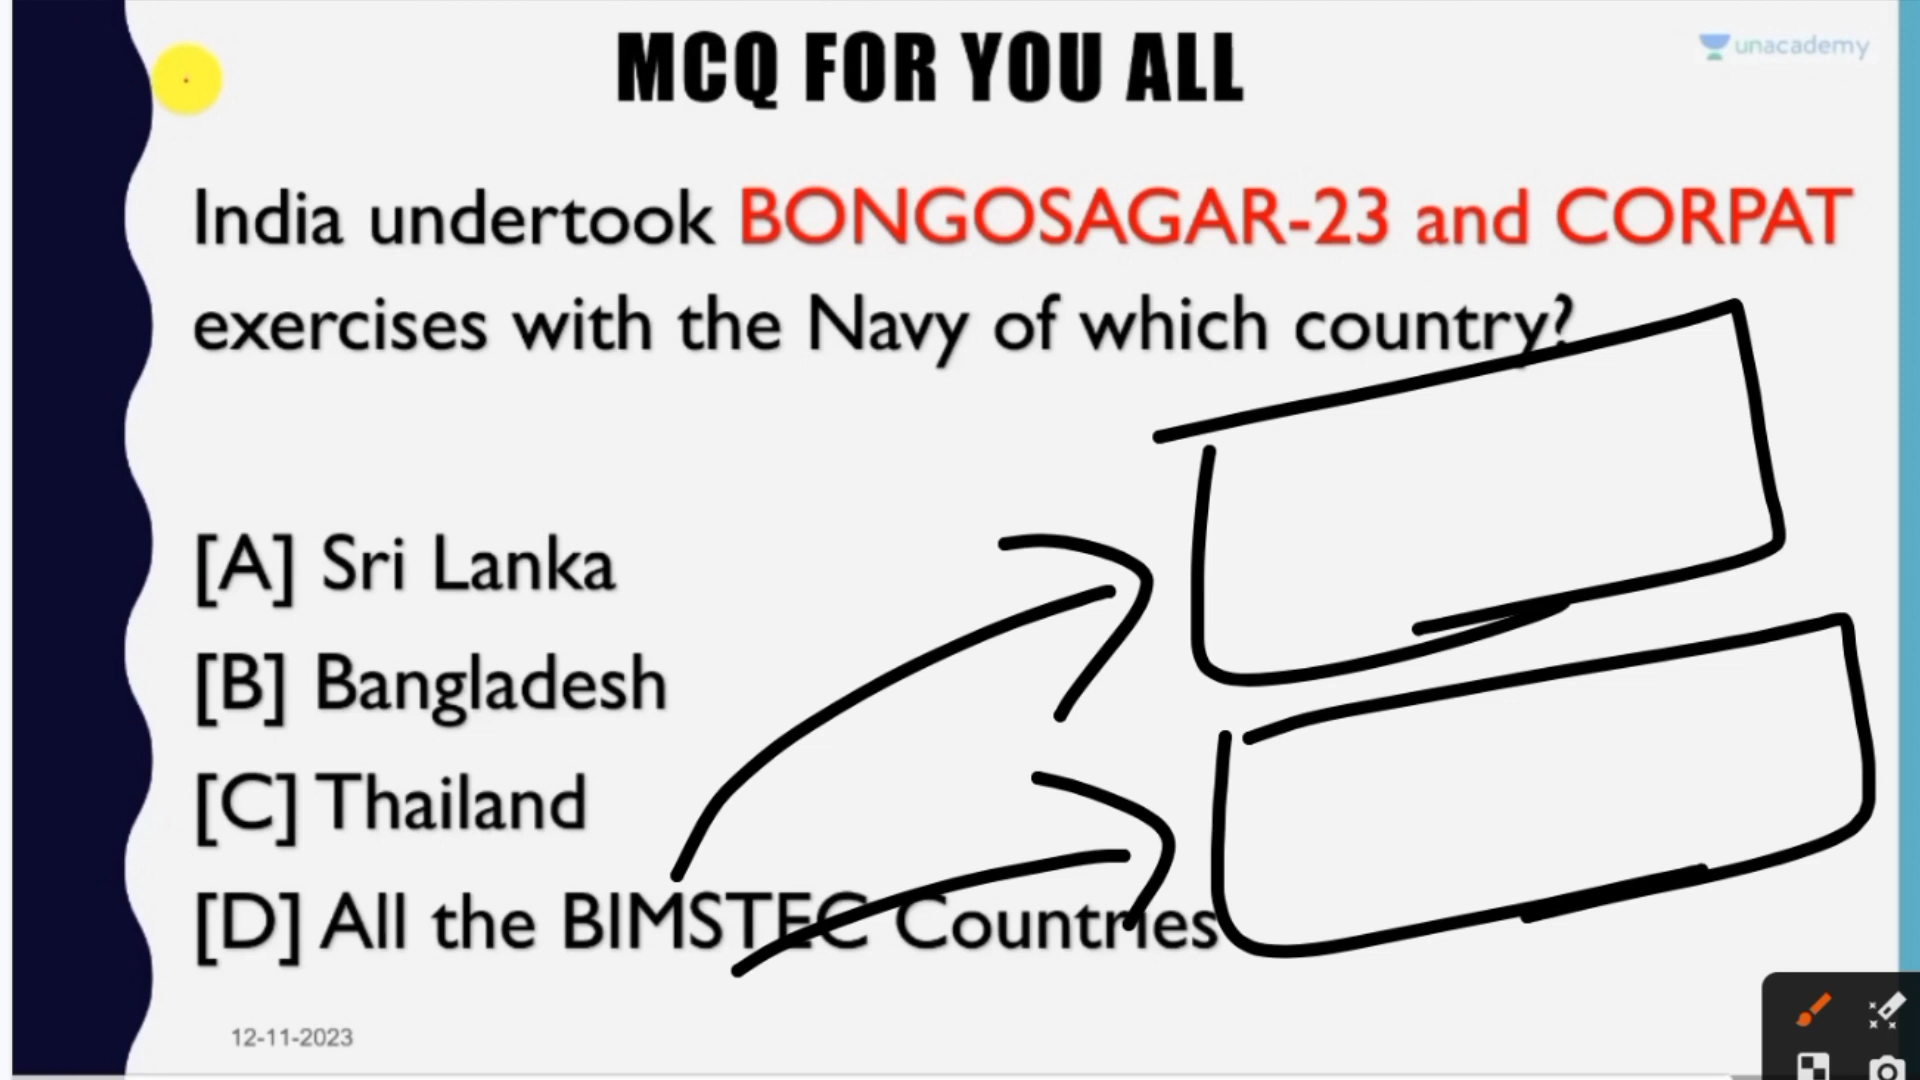 MCQ FOR YOU ALL
unacademy
India undertook BONGOSAGAR-23 and CORPAT
exercises with the Navy of which country?
[A] Sri Lanka
[B] Bangladesh
[C] Thailand
[D] All the BIMSTEC Countries
12-11-2023